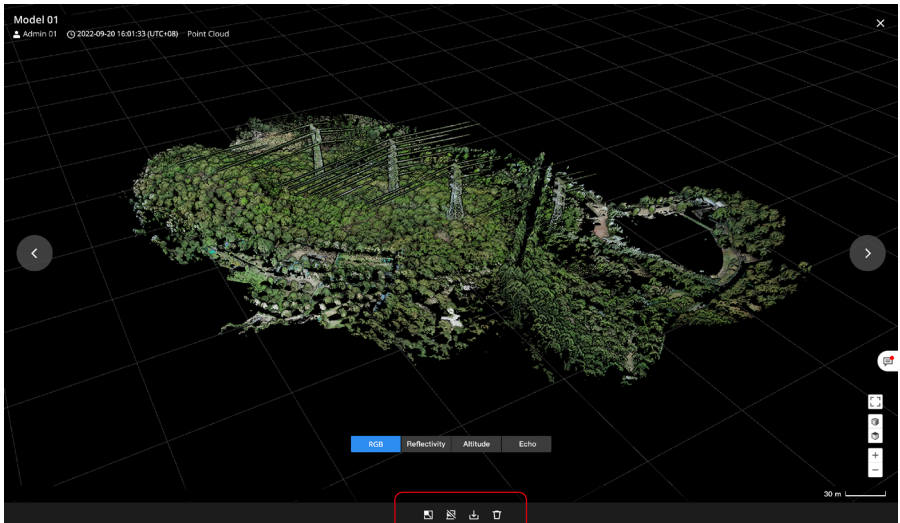 Model 01
Admin 01 2022-09-20 16:01:33 (UTC+08) Point Cloud
RGB Reflectivity Altitude Echo
30 m